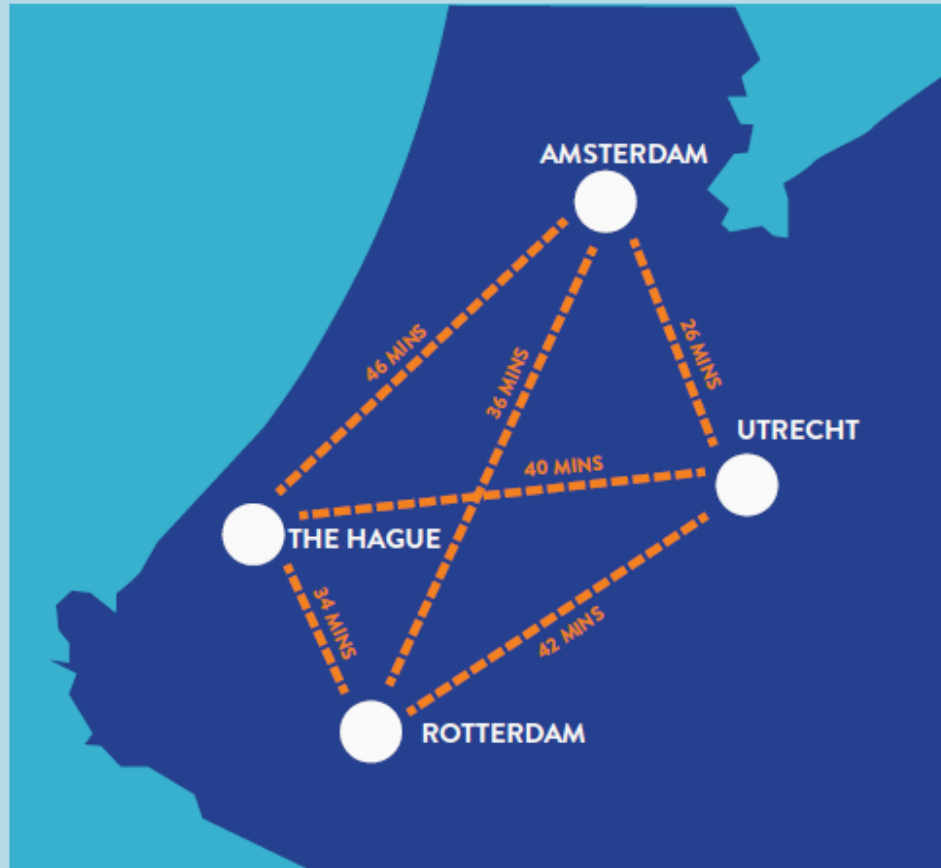 AMSTERDAM
46 MINS
36 MINS
26 MINS
UTRECHT
40 MINS
THE HAGUE
34 MINS
42 MINS
ROTTERDAM